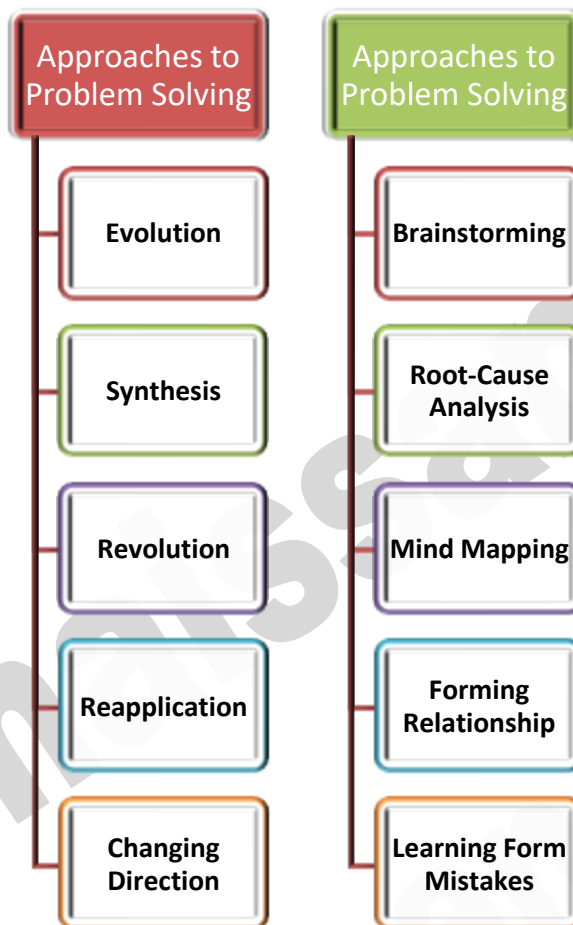 Approaches to
Problem Solving
Evolution
Synthesis
Revolution
Reapplication
Changing
Direction
Approaches to
Problem Solving
Brainstorming
Root-Cause
Analysis
Mind Mapping
Forming
Relationship
Learning Form
Mistakes